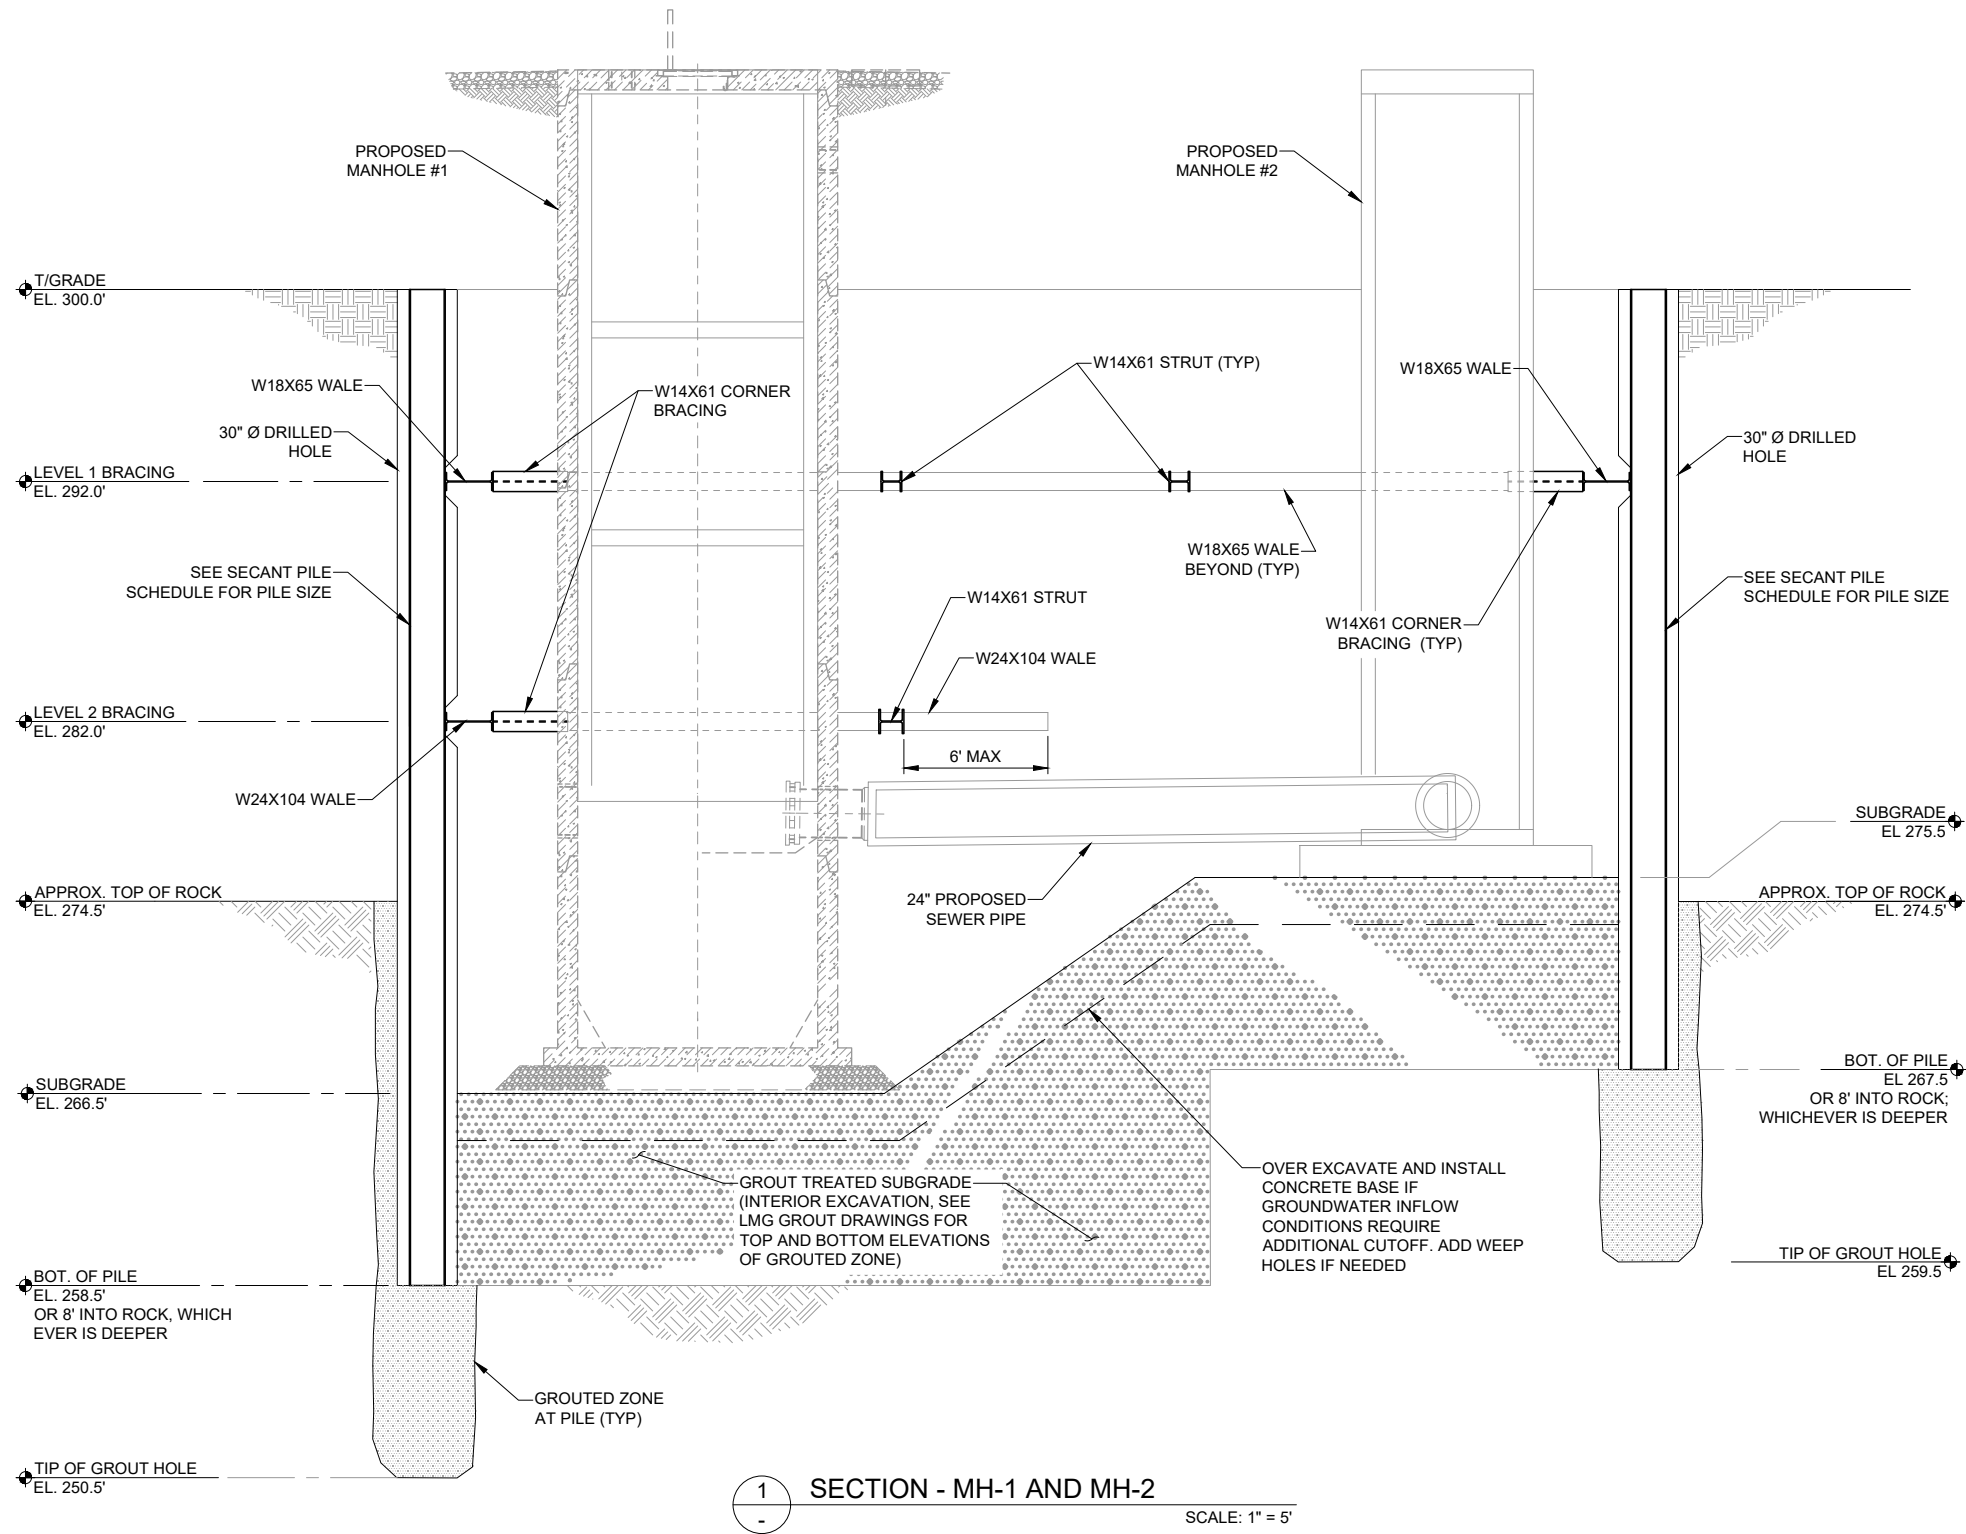 PROPOSED
MANHOLE #1
PROPOSED
MANHOLE #2
T/GRADE
EL. 300.0'
W18X65 WALE
W14X61 CORNER
BRACING
W14X61 STRUT (TYP)
W18X65 WALE
30" Ø DRILLED
HOLE
30" Ø DRILLED
HOLE
LEVEL 1 BRACING
EL. 292.0'
W18X65 WALE
BEYOND (TYP)
SEE SECANT PILE
SCHEDULE FOR PILE SIZE
SEE SECANT PILE
SCHEDULE FOR PILE SIZE
W14X61 STRUT
W14X61 CORNER
BRACING (TYP)
W24X104 WALE
LEVEL 2 BRACING
EL. 282.0'
6' MAX
W24X104 WALE
SUBGRADE
EL 275.5
APPROX. TOP OF ROCK
EL. 274.5'
24" PROPOSED
SEWER PIPE
APPROX. TOP OF ROCK
EL. 274.5'
SUBGRADE
EL. 266.5'
BOT. OF PILE
EL 267.5
OR 8' INTO ROCK;
WHICHEVER IS DEEPER
GROUT TREATED SUBGRADE
(INTERIOR EXCAVATION, SEE
LMG GROUT DRAWINGS FOR
TOP AND BOTTOM ELEVATIONS
OF GROUTED ZONE)
OVER EXCAVATE AND INSTALL
CONCRETE BASE IF
GROUNDWATER INFLOW
CONDITIONS REQUIRE
ADDITIONAL CUTOFF. ADD WEEP
HOLES IF NEEDED
TIP OF GROUT HOLE
EL 259.5
BOT. OF PILE
EL. 258.5'
OR 8' INTO ROCK, WHICH
EVER IS DEEPER
GROUTED ZONE
AT PILE (TYP)
TIP OF GROUT HOLE
EL. 250.5'
1
-
SECTION - MH-1 AND MH-2
SCALE: 1" = 5'